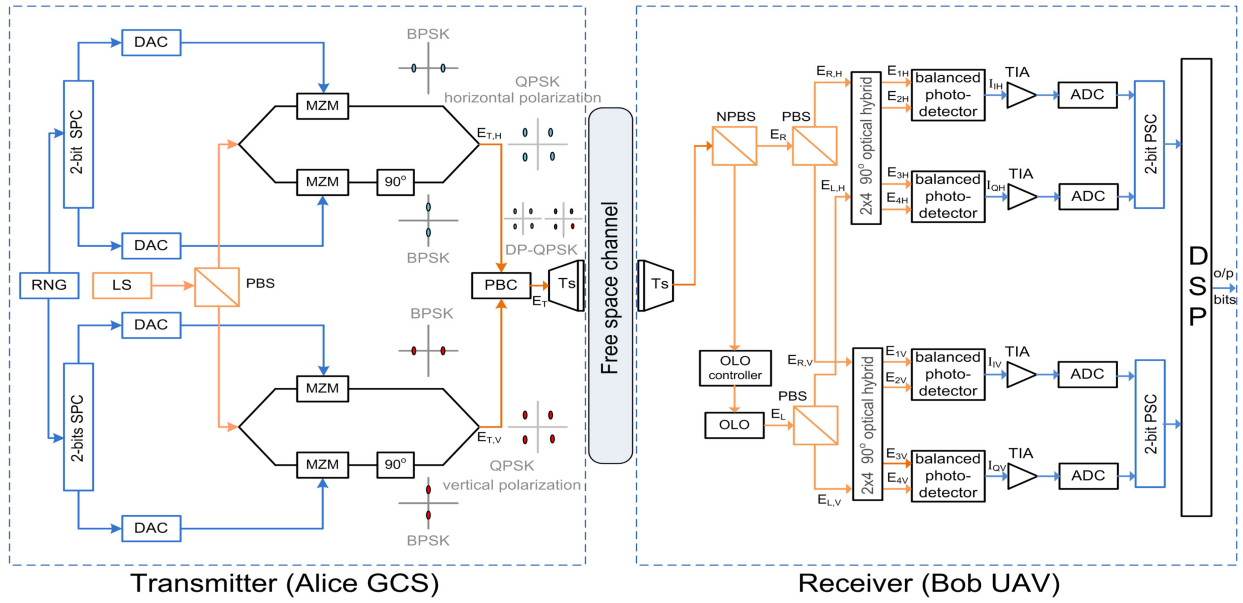 DAC
BPSK
2-bit SPC
MZM
QPSK
horizontal polarization
E_T,H
MZM
90°
DAC
BPSK
DP-QPSK
RNG
LS
PBS
PBC
E_T
Ts
DAC
BPSK
2-bits SPC
MZM
E_T,V
MZM
90°
QPSK
vertical polarization
DAC
BPSK
Transmitter (Alice GCS)
Free space channel
Ts
NPBS
E_R
PBS
E_R,H
E_L,H
2x4 90° optical hybrid
E_1H
E_2H
balanced
photo-
detector
I_IH
TIA
ADC
E_3H
E_4H
balanced
photo-
detector
I_QH
TIA
ADC
2-bit PSC
OLO
controller
OLO
E_L
PBS
E_R,V
E_L,V
2x4 90° optical hybrid
E_1V
E_2V
balanced
photo-
detector
I_IV
TIA
ADC
E_3V
E_4V
balanced
photo-
detector
I_QV
TIA
ADC
2-bit PSC
DSP
o/p
bits
Receiver (Bob UAV)